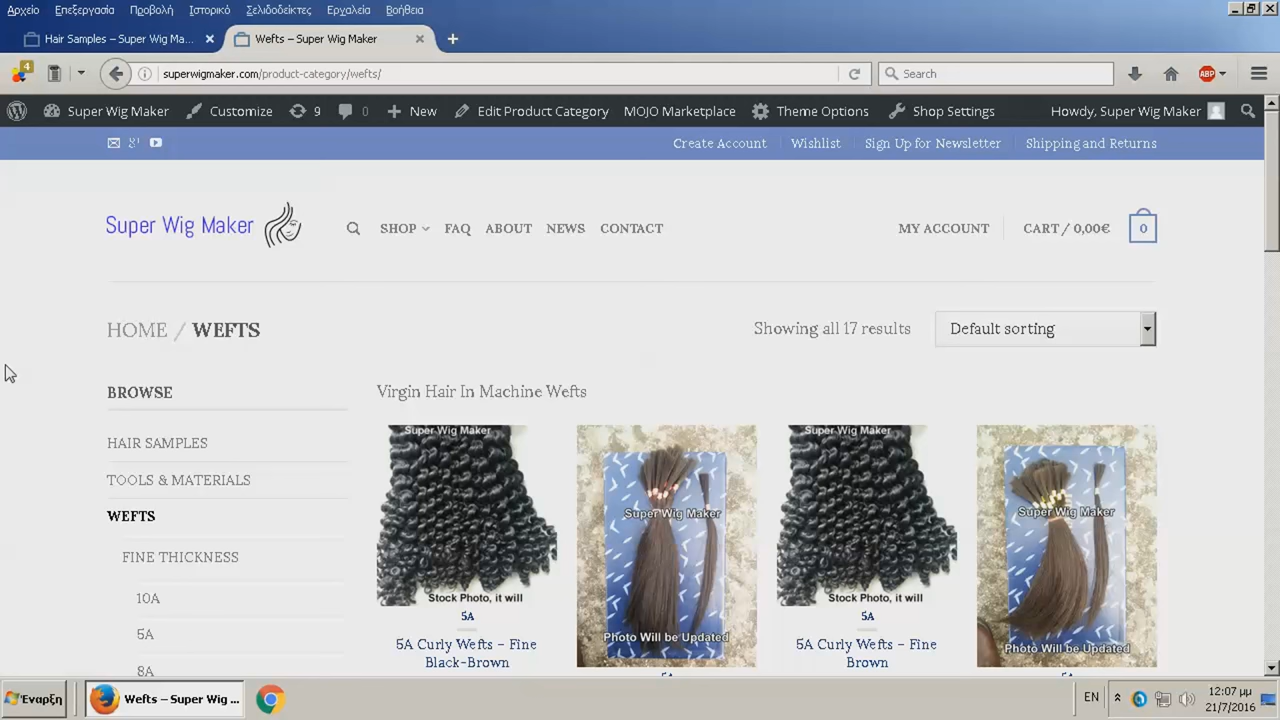 Αρχείο Επεξεργασία Προβολή Ιστορικό Σελιδοδείκτες Εργαλεία Βοήθεια
Hair Samples – Super Wig Ma...
Wefts – Super Wig Maker
4
superwigmaker.com/product-category/wefts/
Search
ABP
Super Wig Maker Customize 9 0 New Edit Product Category MOJO Marketplace Theme Options Shop Settings Howdy, Super Wig Maker
Create Account Wishlist Sign Up for Newsletter Shipping and Returns
Super Wig Maker
SHOP FAQ ABOUT NEWS CONTACT
MY ACCOUNT CART / 0,00€ 0
HOME / WEFTS
Showing all 17 results
Default sorting
BROWSE
HAIR SAMPLES
TOOLS & MATERIALS
WEFTS
FINE THICKNESS
10A
5A
8A
Virgin Hair In Machine Wefts
Super Wig Maker
Stock Photo, it will
5A
5A Curly Wefts – Fine
Black-Brown
Super Wig Maker
Photo Will be Updated
5A
Super Wig Maker
Stock Photo, it will
5A
5A Curly Wefts – Fine
Brown
Super Wig Maker
Photo Will be Updated
5A
Έναρξη
Wefts – Super Wig ...
EN
12:07 μμ
21/7/2016